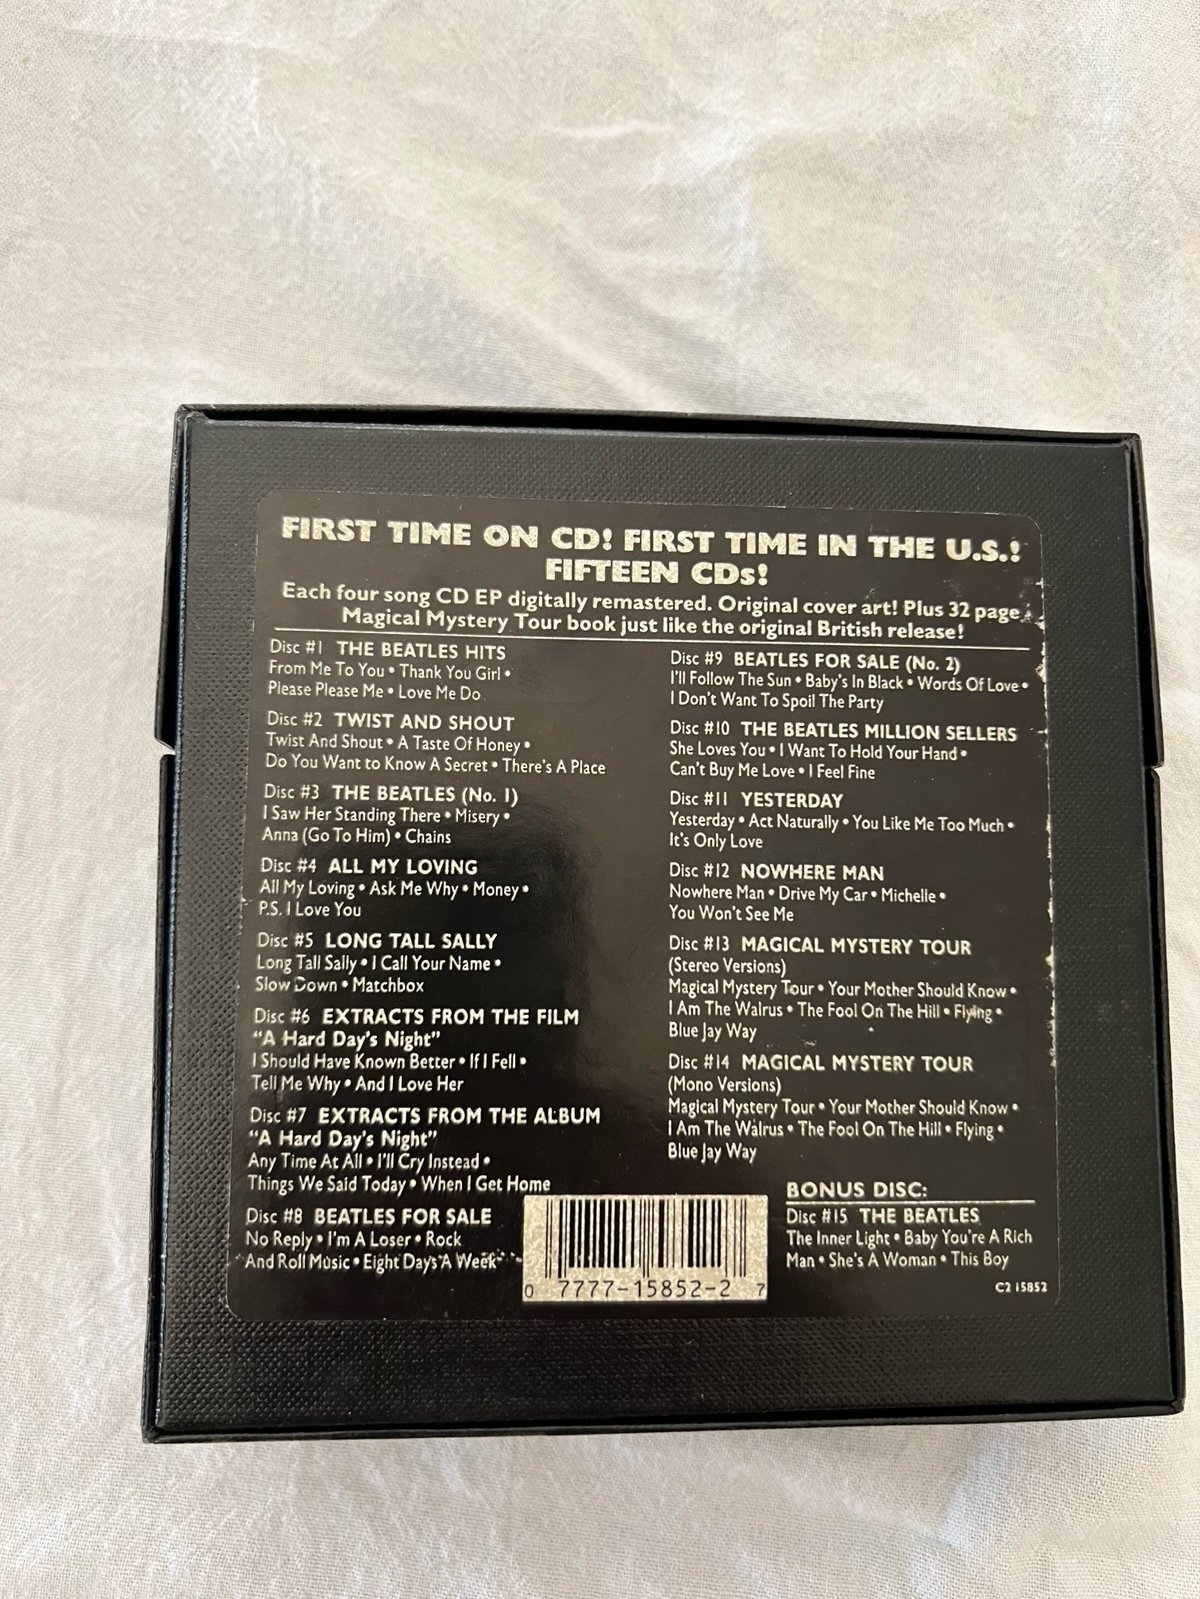 FIRST TIME ON CD! FIRST TIME IN THE U.S.!
FIFTEEN CDs!
Each four song CD EP digitally remastered. Original cover art! Plus 32 page
Magical Mystery Tour book just like the original British release!
Disc #1 THE BEATLES HITS
From Me To You • Thank You Girl •
Please Please Me • Love Me Do
Disc #2 TWIST AND SHOUT
Twist And Shout • A Taste Of Honey •
Do You Want to Know A Secret • There's A Place
Disc #3 THE BEATLES (No. 1)
I Saw Her Standing There • Misery •
Anna (Go To Him) • Chains
Disc #4 ALL MY LOVING
All My Loving • Ask Me Why • Money •
P.S. I Love You
Disc #5 LONG TALL SALLY
Long Tall Sally • I Call Your Name •
Slow Down • Matchbox
Disc #6 EXTRACTS FROM THE FILM
"A Hard Day's Night"
I Should Have Known Better • If I Fell •
Tell Me Why • And I Love Her
Disc #7 EXTRACTS FROM THE ALBUM
"A Hard Day's Night"
Any Time At All • I'll Cry Instead •
Things We Said Today • When I Get Home
Disc #8 BEATLES FOR SALE
No Reply • I'm A Loser • Rock
And Roll Music • Eight Days A Week
Disc #9 BEATLES FOR SALE (No. 2)
I'll Follow The Sun • Baby's In Black • Words Of Love •
I Don't Want To Spoil The Party
Disc #10 THE BEATLES MILLION SELLERS
She Loves You • I Want To Hold Your Hand •
Can't Buy Me Love • I Feel Fine
Disc #11 YESTERDAY
Yesterday • Act Naturally • You Like Me Too Much •
It's Only Love
Disc #12 NOWHERE MAN
Nowhere Man • Drive My Car • Michelle •
You Won't See Me
Disc #13 MAGICAL MYSTERY TOUR
(Stereo Versions)
Magical Mystery Tour • Your Mother Should Know •
I Am The Walrus • The Fool On The Hill • Flying •
Blue Jay Way
Disc #14 MAGICAL MYSTERY TOUR
(Mono Versions)
Magical Mystery Tour • Your Mother Should Know •
I Am The Walrus • The Fool On The Hill • Flying •
Blue Jay Way
BONUS DISC:
Disc #15 THE BEATLES
The Inner Light • Baby You're A Rich
Man • She's A Woman • This Boy
C2 15852
0 7777-15852-2 7